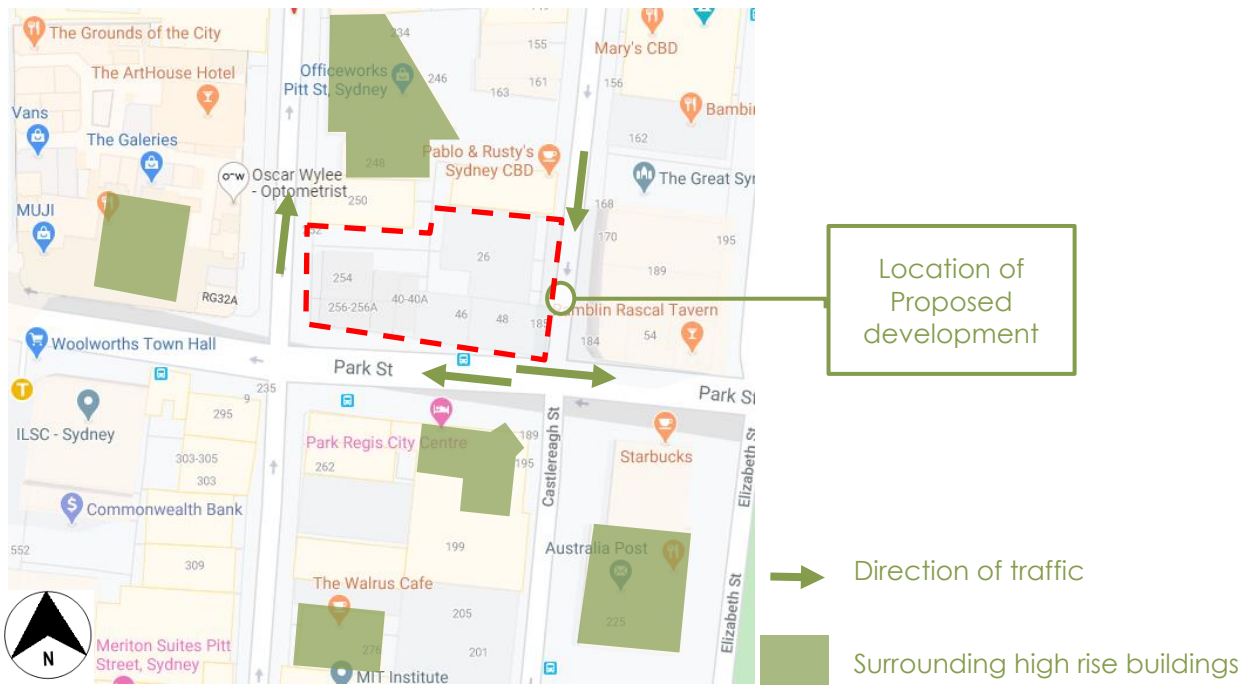 The Grounds of the City
The ArtHouse Hotel
Vans
The Galeries
MUJI
Oscar Wylee
- Optometrist
RG32A
Woolworths Town Hall
T
234
Officeworks
Pitt St, Sydney
246
248
250
155
161
163
Mary's CBD
156
Bambin
162
Pablo & Rusty's
Sydney CBD
The Great Syn
168
170
195
189
26
254
256-256A
40-40A
46
48
185
Ramblin Rascal Tavern
184
54
Location of
Proposed
development
Park St
Park St
9
235
295
ILSC - Sydney
303-305
303
Commonwealth Bank
552
309
Park Regis City Centre
262
189
195
Castlereagh St
Starbucks
Elizabeth St
199
Australia Post
225
Elizabeth St
The Walrus Cafe
205
276
201
MIT Institute
N
Meriton Suites Pitt
Street, Sydney
Direction of traffic
Surrounding high rise buildings